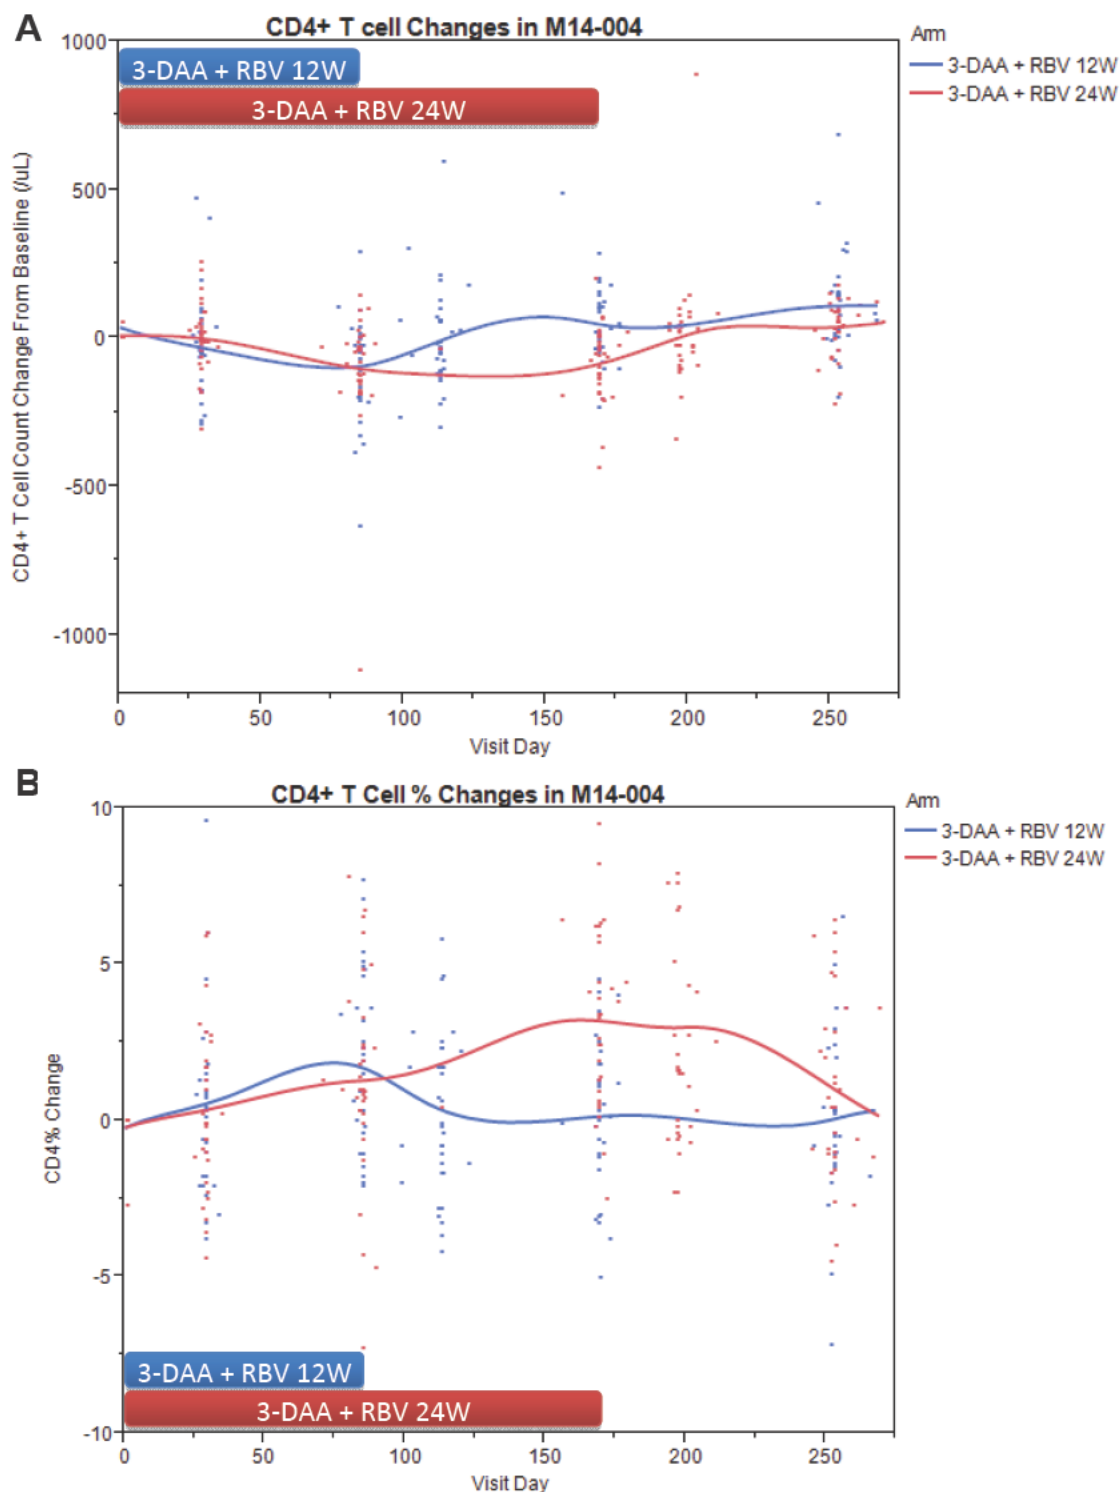 A
CD4+ T cell Changes in M14-004
Arm
3-DAA + RBV 12W
3-DAA + RBV 24W
3-DAA + RBV 12W
3-DAA + RBV 24W
CD4+ T Cell Count Change From Baseline (/uL)
1000
500
0
-500
-1000
0 50 100 150 200 250
Visit Day
B
CD4+ T Cell % Changes in M14-004
Arm
3-DAA + RBV 12W
3-DAA + RBV 24W
CD4% Change
10
5
0
-5
-10
3-DAA + RBV 12W
3-DAA + RBV 24W
0 50 100 150 200 250
Visit Day